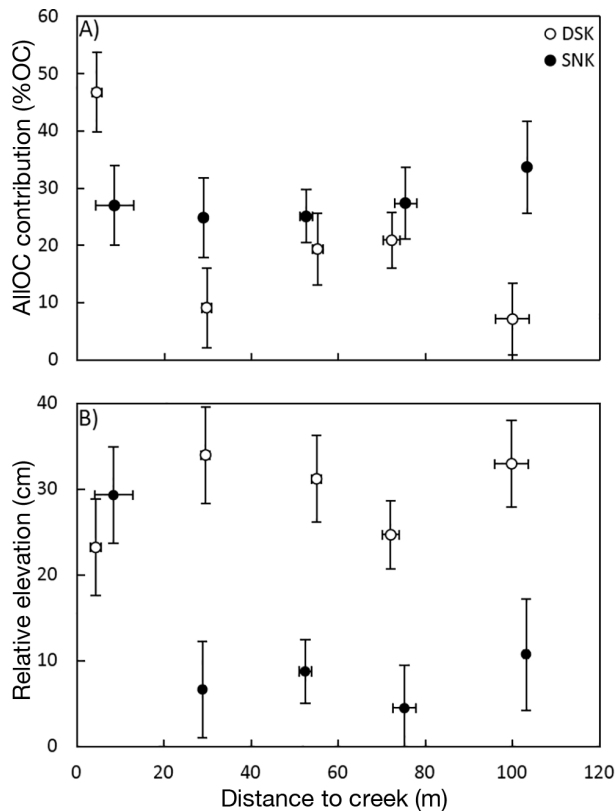 A)
DSK
SNK
60
50
40
30
20
10
0
AllOC contribution (%OC)
B)
40
30
20
10
0
Relative elevation (cm)
0 20 40 60 80 100 120
Distance to creek (m)